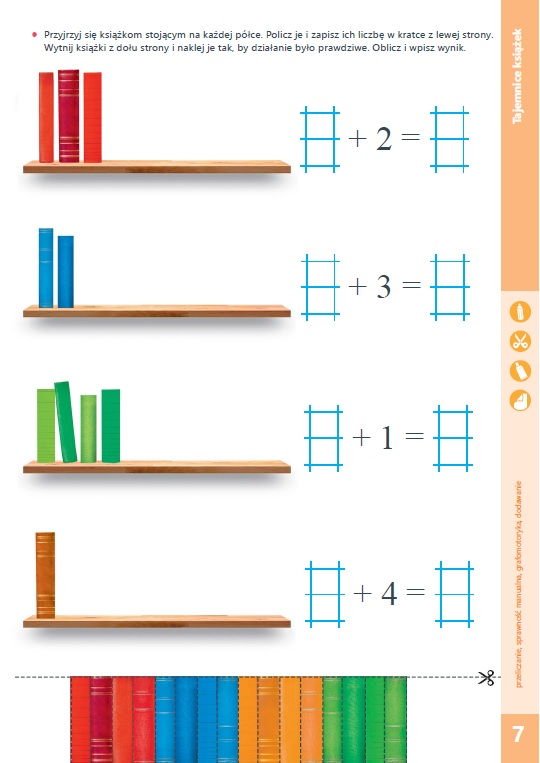 • Przyjrzyj się książkom stojącym na każdej półce. Policz je i zapisz ich liczbę w kratce z lewej strony.
Wytnij książki z dołu strony i naklej je tak, by działanie było prawdziwe. Oblicz i wpisz wynik.
Tajemnice książek
+ 2 =
+ 3 =
+ 1 =
+ 4 =
przeliczanie, sprawność manualna, grafomotoryka, dodawanie
7